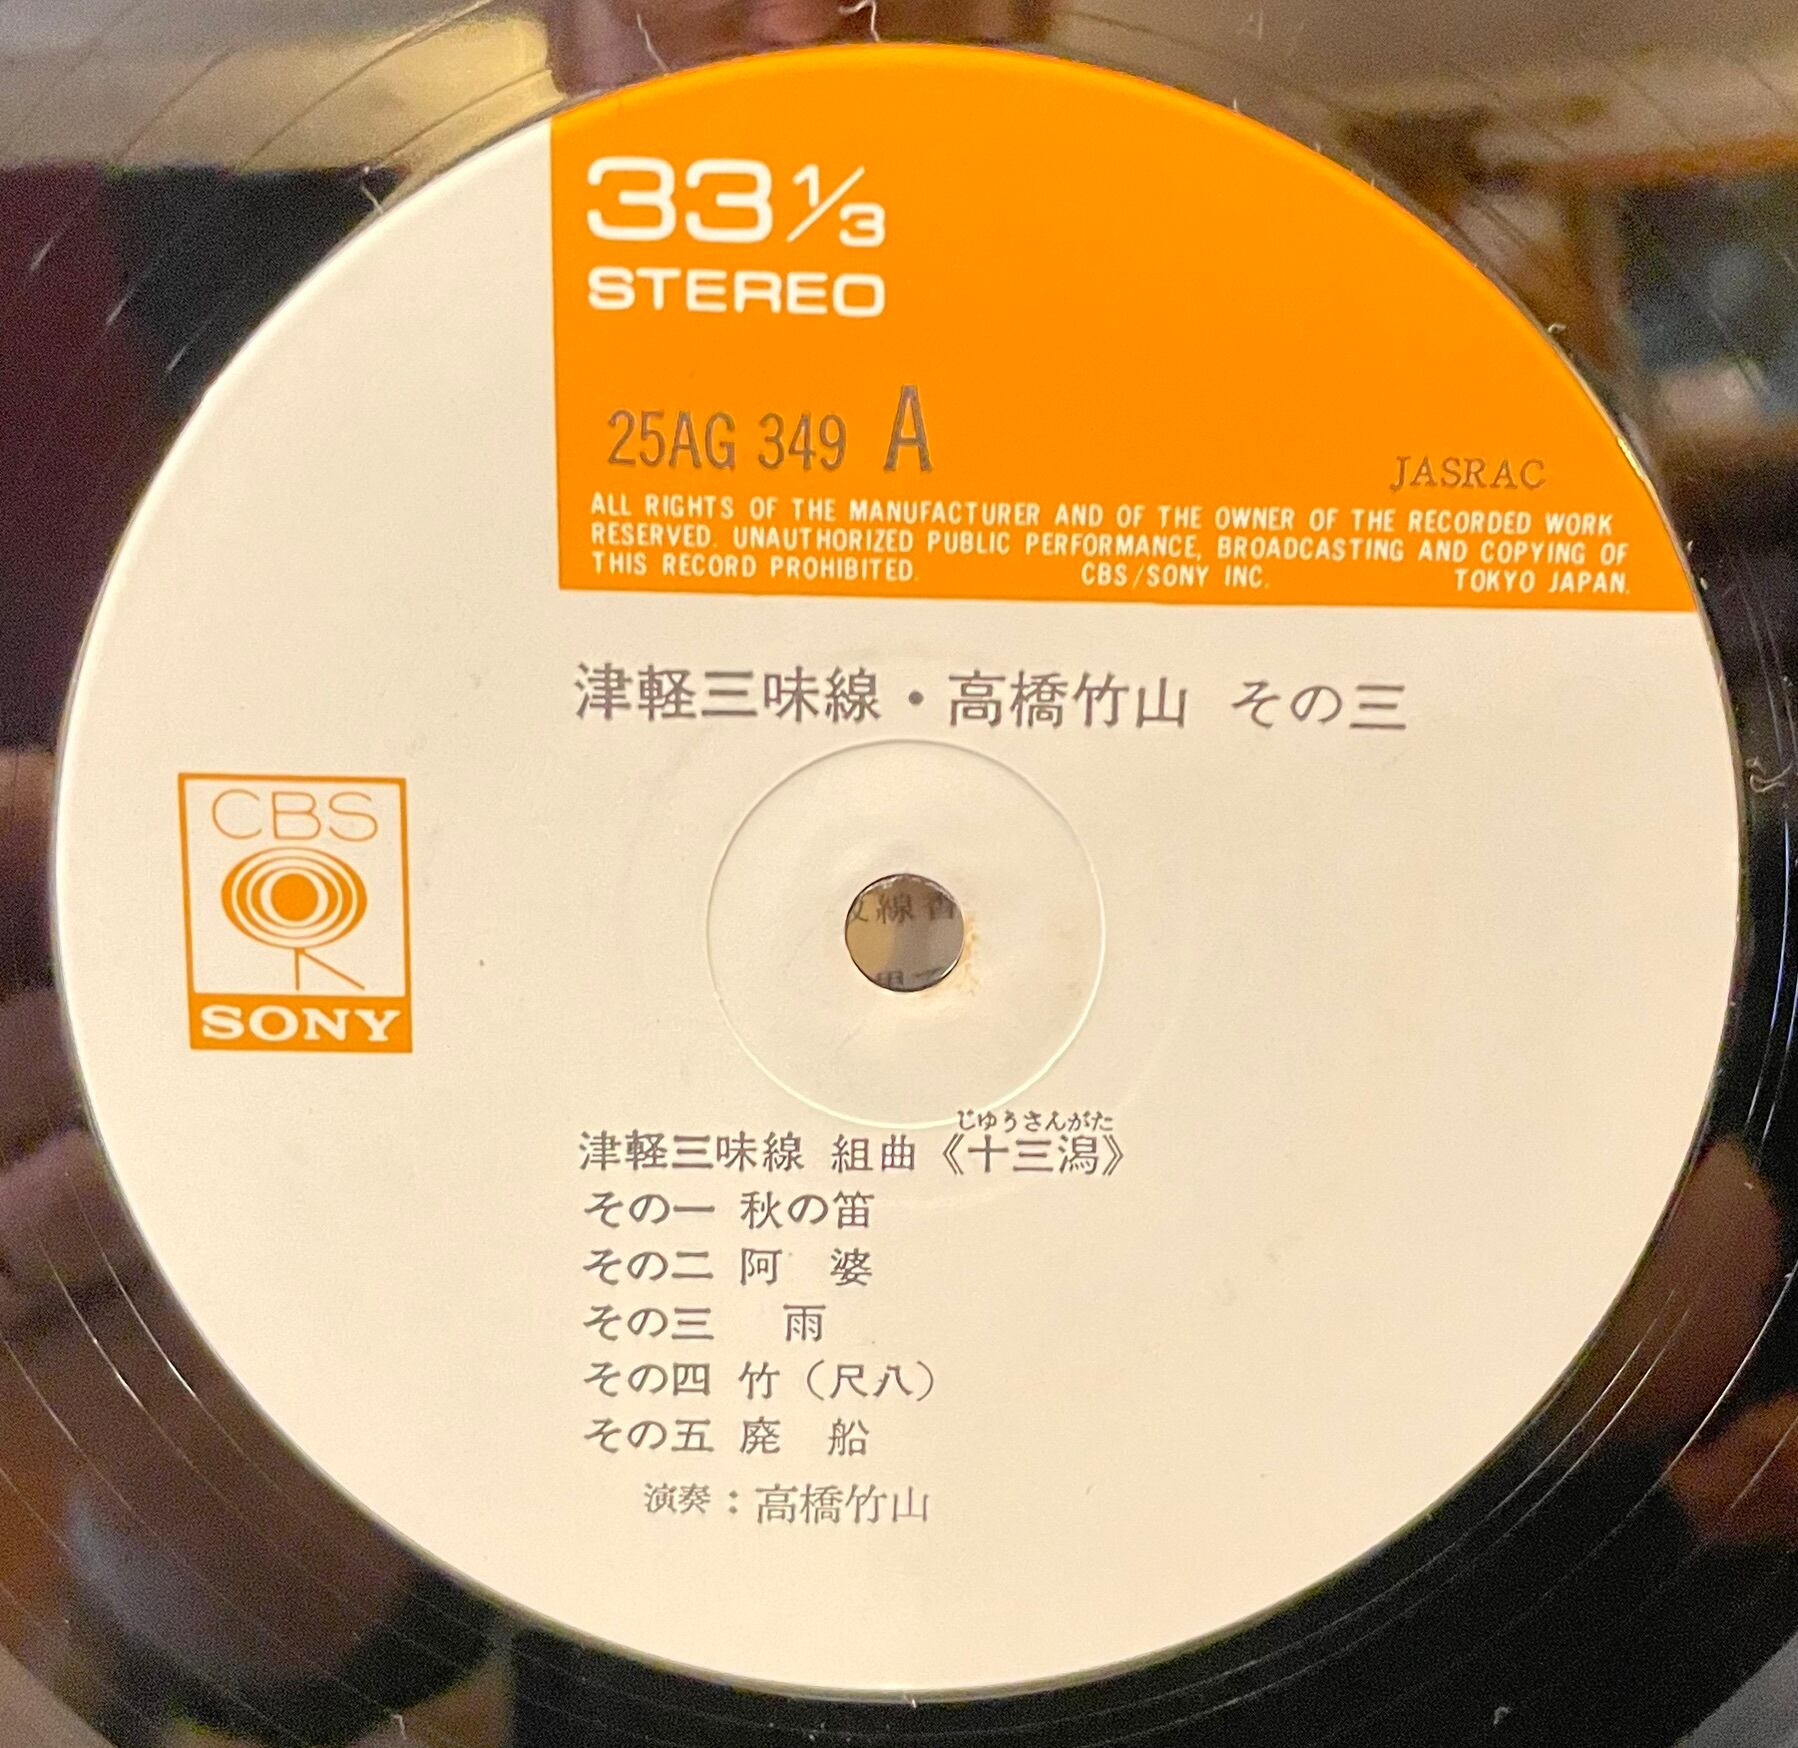 33 1/3
STEREO
25AG 349 A
JASRAC
ALL RIGHTS OF THE MANUFACTURER AND OF THE OWNER OF THE RECORDED WORK
RESERVED. UNAUTHORIZED PUBLIC PERFORMANCE, BROADCASTING AND COPYING OF
THIS RECORD PROHIBITED. CBS/SONY INC. TOKYO JAPAN.
津軽三味線・高橋竹山 その三
CBS
SONY
線香
じゅうさんがた
津軽三味線 組曲《十三潟》
その一 秋の笛
その二 阿 婆
その三 雨
その四 竹(尺八)
その五 廃 船
演奏:高橋竹山